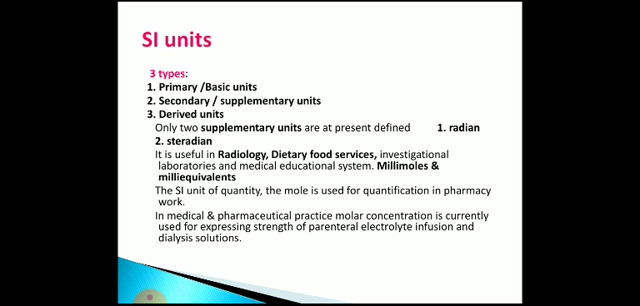 SI units
3 types:
1. Primary /Basic units
2. Secondary / supplementary units
3. Derived units
Only two supplementary units are at present defined 1. radian
2. steradian
It is useful in Radiology, Dietary food services, investigational
laboratories and medical educational system. Millimoles &
milliequivalents
The SI unit of quantity, the mole is used for quantification in pharmacy
work.
In medical & pharmaceutical practice molar concentration is currently
used for expressing strength of parenteral electrolyte infusion and
dialysis solutions.